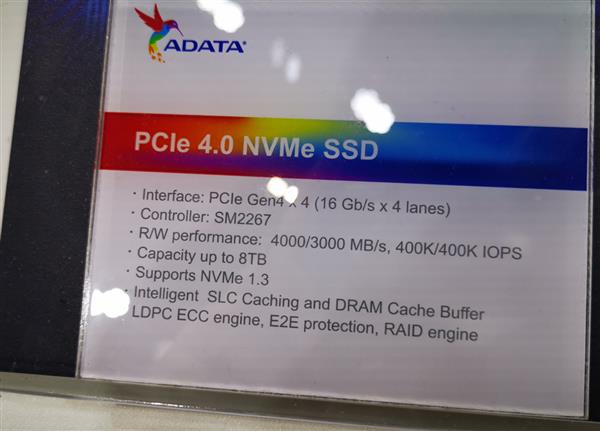 ADATA
PCIe 4.0 NVMe SSD
· Interface: PCIe Gen4 x 4 (16 Gb/s x 4 lanes)
· Controller: SM2267
· R/W performance: 4000/3000 MB/s, 400K/400K IOPS
· Capacity up to 8TB
· Supports NVMe 1.3
· Intelligent SLC Caching and DRAM Cache Buffer
LDPC ECC engine, E2E protection, RAID engine